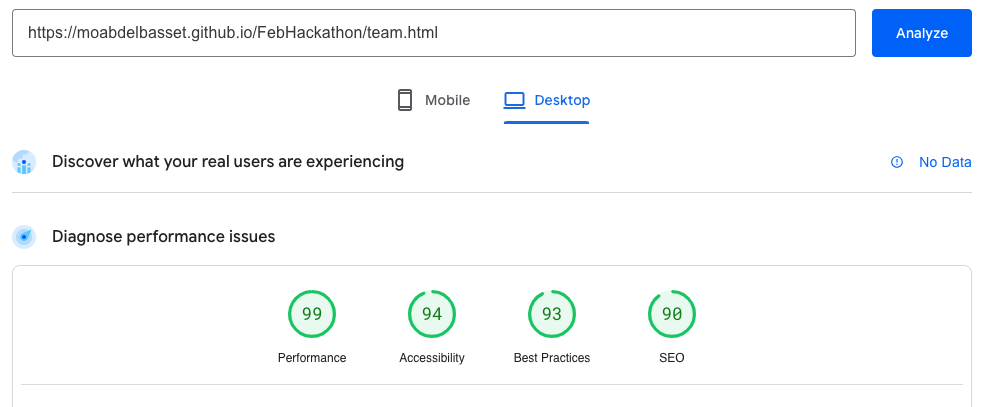 https://moabdelbasset.github.io/FebHackathon/team.html
Analyze
Mobile
Desktop
Discover what your real users are experiencing
No Data
Diagnose performance issues
99
94
93
90
Performance
Accessibility
Best Practices
SEO